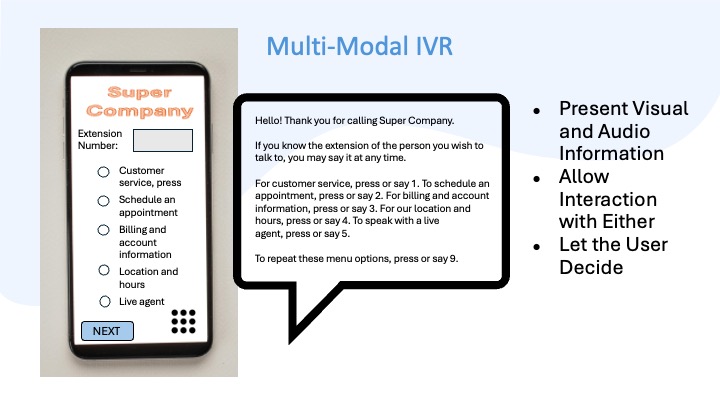 Multi-Modal IVR
Super
Company
Extension
Number:
Customer
service, press
Schedule an
appointment
Billing and
account
information
Location and
hours
Live agent
NEXT
Hello! Thank you for calling Super Company.
If you know the extension of the person you wish to
talk to, you may say it at any time.
For customer service, press or say 1. To schedule an
appointment, press or say 2. For billing and account
information, press or say 3. For our location and
hours, press or say 4. To speak with a live
agent, press or say 5.
To repeat these menu options, press or say 9.
• Present Visual
and Audio
Information
• Allow
Interaction
with Either
• Let the User
Decide